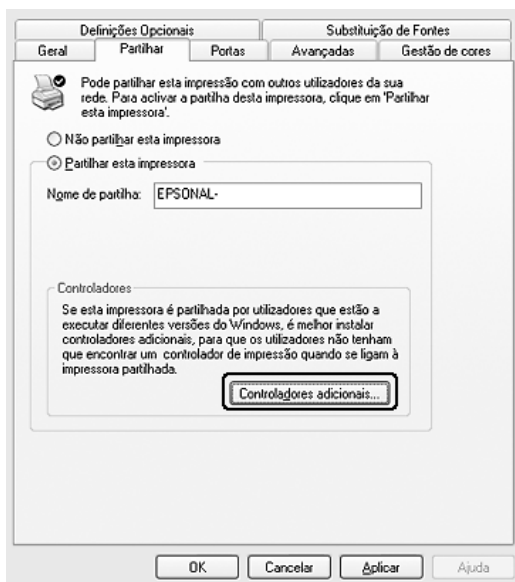 Definições Opcionais
Substituição de Fontes
Geral
Partilhar
Portas
Avançadas
Gestão de cores
Pode partilhar esta impressão com outros utilizadores da sua
rede. Para activar a partilha desta impressora, clique em 'Partilhar
esta impressora'.
Não partilhar esta impressora
Partilhar esta impressora
Nome de partilha:
EPSONAL-
Controladores
Se esta impressora é partilhada por utilizadores que estão a
executar diferentes versões do Windows, é melhor instalar
controladores adicionais, para que os utilizadores não tenham
que encontrar um controlador de impressão quando se ligam à
impressora partilhada.
Controladores adicionais...
OK
Cancelar
Aplicar
Ajuda